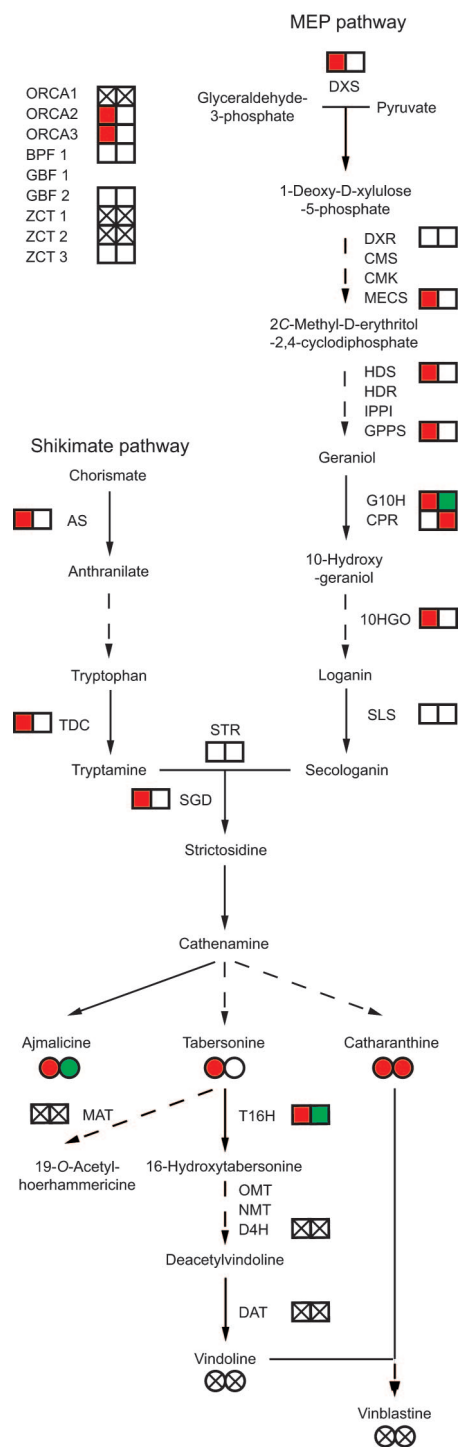 MEP pathway
DXS
Glyceraldehyde-
3-phosphate
Pyruvate
ORCA1
ORCA2
ORCA3
BPF 1
GBF 1
GBF 2
ZCT 1
ZCT 2
ZCT 3
1-Deoxy-D-xylulose
-5-phosphate
DXR
CMS
CMK
MECS
2C-Methyl-D-erythritol
-2,4-cyclodiphosphate
HDS
HDR
IPPI
GPPS
Geraniol
G10H
CPR
10-Hydroxy
-geraniol
10HGO
Loganin
SLS
Secologanin
Shikimate pathway
Chorismate
AS
Anthranilate
Tryptophan
TDC
Tryptamine
STR
SGD
Strictosidine
Cathenamine
Ajmalicine
Tabersonine
Catharanthine
MAT
T16H
19-O-Acetyl-
hoerhammericine
16-Hydroxytabersonine
OMT
NMT
D4H
Deacetylvindoline
DAT
Vindoline
Vinblastine